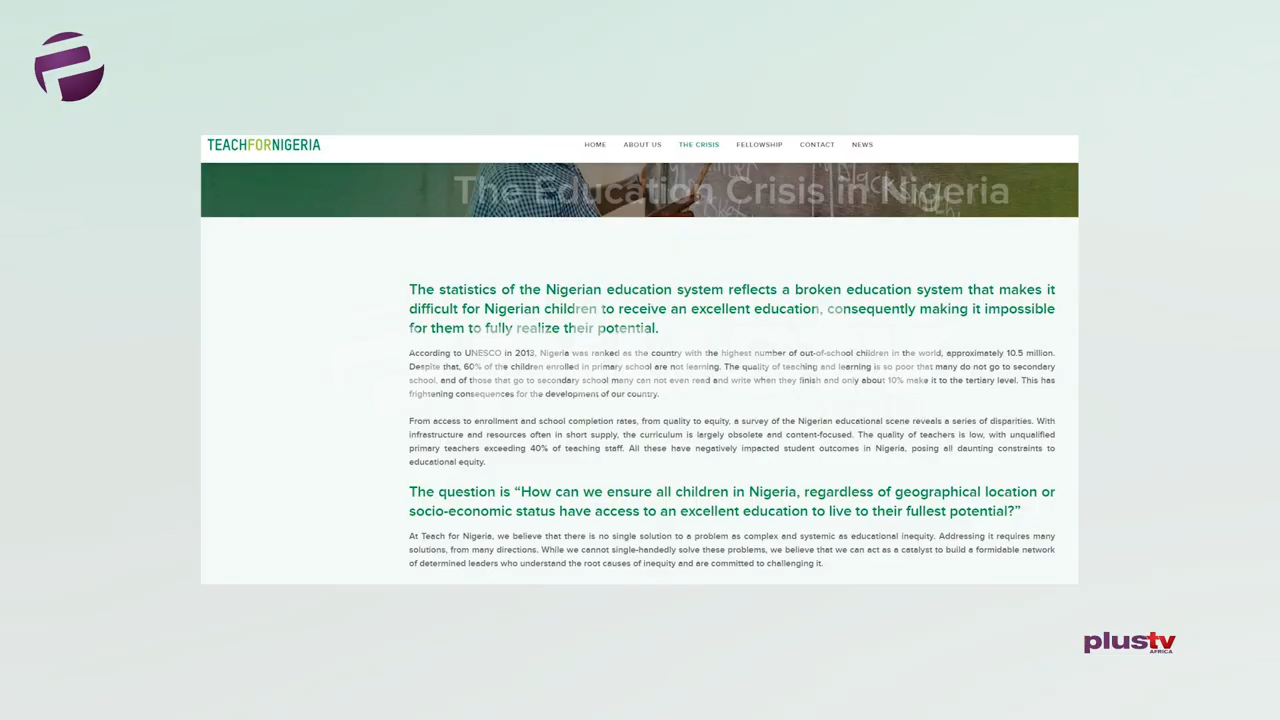 TEACHFORNIGERIA
HOME ABOUT US THE CRISIS FELLOWSHIP CONTACT NEWS
The Education Crisis in Nigeria
The statistics of the Nigerian education system reflects a broken education system that makes it
difficult for Nigerian children to receive an excellent education, consequently making it impossible
for them to fully realize their potential.
According to UNESCO in 2013, Nigeria was ranked as the country with the highest number of out-of-school children in the world, approximately 10.5 million.
Despite that, 60% of the children enrolled in primary school are not learning. The quality of teaching and learning is so poor that many do not go to secondary
school, and of those that go to secondary school many can not even read and write when they finish and only about 10% make it to the tertiary level. This has
frightening consequences for the development of our country.
From access to enrollment and school completion rates, from quality to equity, a survey of the Nigerian educational scene reveals a series of disparities. With
infrastructure and resources often in short supply, the curriculum is largely obsolete and content-focused. The quality of teachers is low, with unqualified
primary teachers exceeding 40% of teaching staff. All these have negatively impacted student outcomes in Nigeria, posing all daunting constraints to
educational equity.
The question is “How can we ensure all children in Nigeria, regardless of geographical location or
socio-economic status have access to an excellent education to live to their fullest potential?”
At Teach for Nigeria, we believe that there is no single solution to a problem as complex and systemic as educational inequity. Addressing it requires many
solutions, from many directions. While we cannot single-handedly solve these problems, we believe that we can act as a catalyst to build a formidable network
of determined leaders who understand the root causes of inequity and are committed to challenging it.
plustv
AFRICA